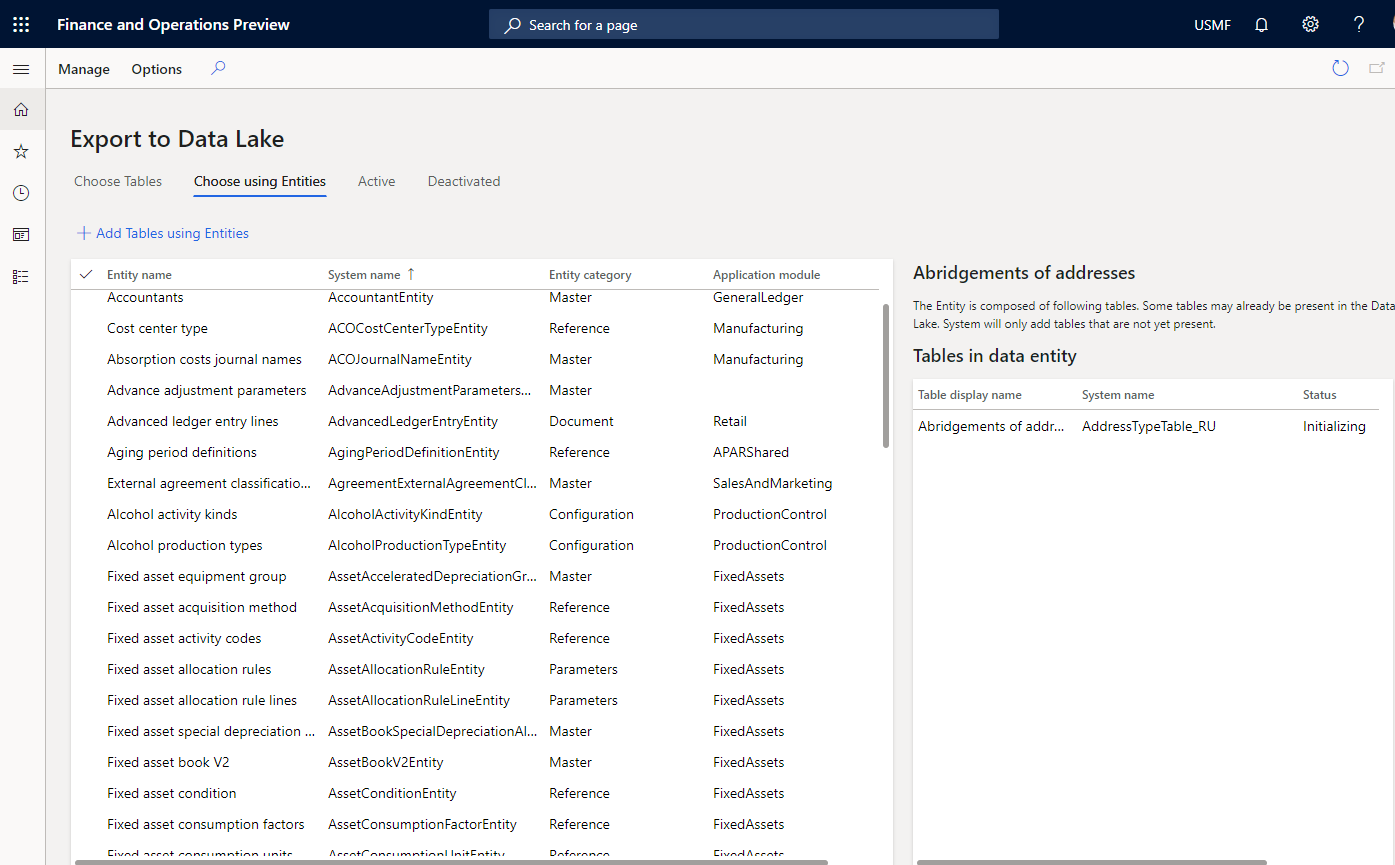 Finance and Operations Preview
Search for a page
USMF
?
Manage Options
Export to Data Lake
Choose Tables Choose using Entities Active Deactivated
+ Add Tables using Entities
Entity name System name ↑ Entity category Application module
Accountants AccountantEntity Master GeneralLedger
Cost center type ACOCostCenterTypeEntity Reference Manufacturing
Absorption costs journal names ACOJournalNameEntity Master Manufacturing
Advance adjustment parameters AdvanceAdjustmentParameters... Master
Advanced ledger entry lines AdvancedLedgerEntryEntity Document Retail
Aging period definitions AgingPeriodDefinitionEntity Reference APARShared
External agreement classificatio... AgreementExternalAgreementCl... Master SalesAndMarketing
Alcohol activity kinds AlcoholActivityKindEntity Configuration ProductionControl
Alcohol production types AlcoholProductionTypeEntity Configuration ProductionControl
Fixed asset equipment group AssetAcceleratedDepreciationGr... Master FixedAssets
Fixed asset acquisition method AssetAcquisitionMethodEntity Reference FixedAssets
Fixed asset activity codes AssetActivityCodeEntity Reference FixedAssets
Fixed asset allocation rules AssetAllocationRuleEntity Parameters FixedAssets
Fixed asset allocation rule lines AssetAllocationRuleLineEntity Parameters FixedAssets
Fixed asset special depreciation ... AssetBookSpecialDepreciationAl... Master FixedAssets
Fixed asset book V2 AssetBookV2Entity Master FixedAssets
Fixed asset condition AssetConditionEntity Reference FixedAssets
Fixed asset consumption factors AssetConsumptionFactorEntity Reference FixedAssets
Fixed asset consumption units AssetConsumptionUnitEntity Reference FixedAssets
Abridgements of addresses
The Entity is composed of following tables. Some tables may already be present in the Data
Lake. System will only add tables that are not yet present.
Tables in data entity
Table display name System name Status
Abridgements of addr... AddressTypeTable_RU Initializing